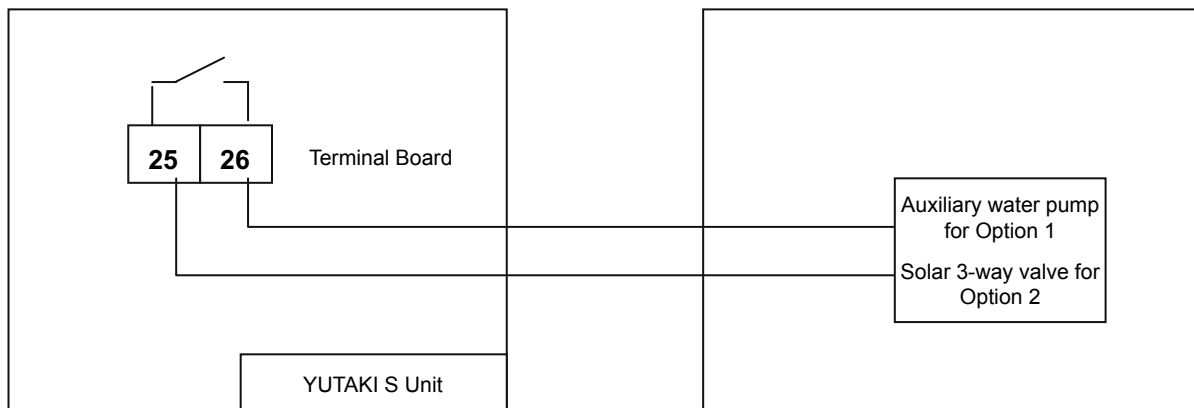 25 26 Terminal Board
Auxiliary water pump
for Option 1
Solar 3-way valve for
Option 2
YUTAKI S Unit